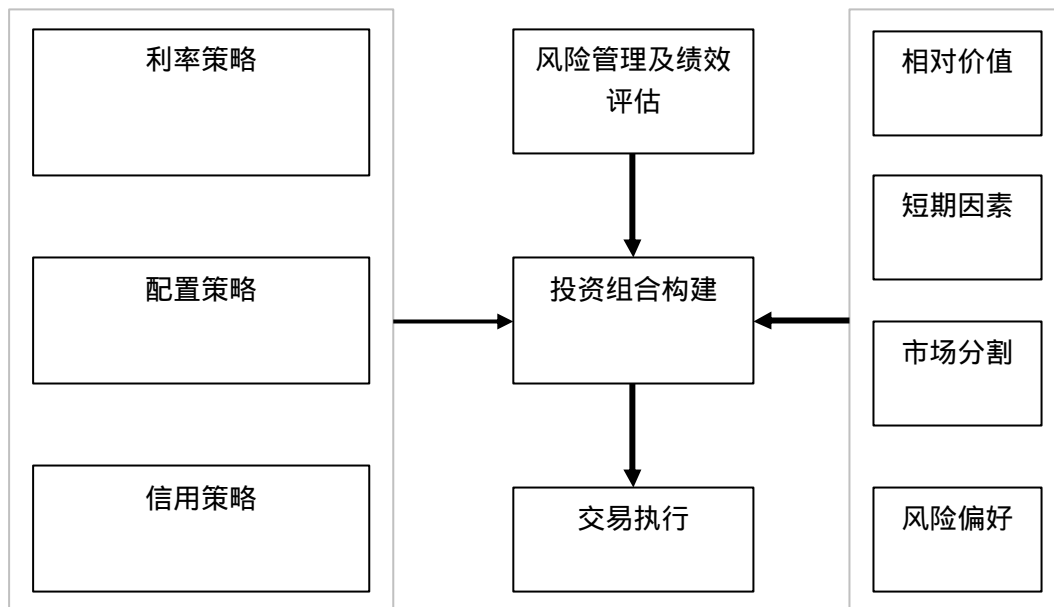 利率策略
配置策略
信用策略
风险管理及绩效
评估
投资组合构建
交易执行
相对价值
短期因素
市场分割
风险偏好